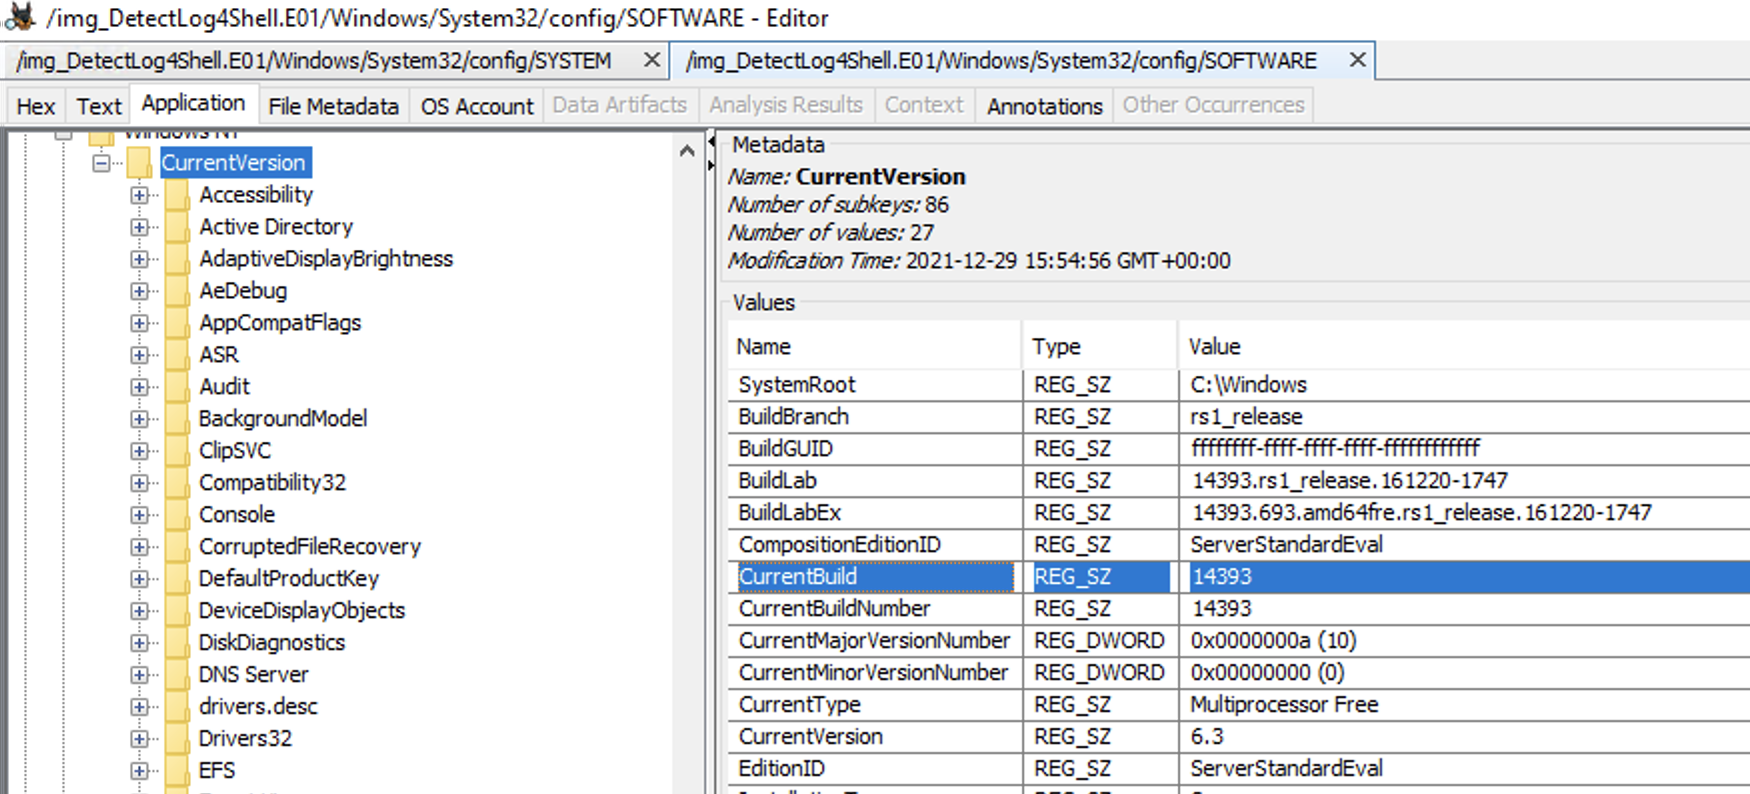 /img_DetectLog4Shell.E01/Windows/System32/config/SOFTWARE - Editor
/img_DetectLog4Shell.E01/Windows/System32/config/SYSTEM /img_DetectLog4Shell.E01/Windows/System32/config/SOFTWARE
Hex Text Application File Metadata OS Account Data Artifacts Analysis Results Context Annotations Other Occurrences
Windows NT
CurrentVersion
Accessibility
Active Directory
AdaptiveDisplayBrightness
AeDebug
AppCompatFlags
ASR
Audit
BackgroundModel
ClipSVC
Compatibility32
Console
CorruptedFileRecovery
DefaultProductKey
DeviceDisplayObjects
DiskDiagnostics
DNS Server
drivers.desc
Drivers32
EFS
Metadata
Name: CurrentVersion
Number of subkeys: 86
Number of values: 27
Modification Time: 2021-12-29 15:54:56 GMT+00:00
Values
Name Type Value
SystemRoot REG_SZ C:\Windows
BuildBranch REG_SZ rs1_release
BuildGUID REG_SZ ffffffff-ffff-ffff-ffff-ffffffffffff
BuildLab REG_SZ 14393.rs1_release.161220-1747
BuildLabEx REG_SZ 14393.693.amd64fre.rs1_release.161220-1747
CompositionEditionID REG_SZ ServerStandardEval
CurrentBuild REG_SZ 14393
CurrentBuildNumber REG_SZ 14393
CurrentMajorVersionNumber REG_DWORD 0x0000000a (10)
CurrentMinorVersionNumber REG_DWORD 0x00000000 (0)
CurrentType REG_SZ Multiprocessor Free
CurrentVersion REG_SZ 6.3
EditionID REG_SZ ServerStandardEval